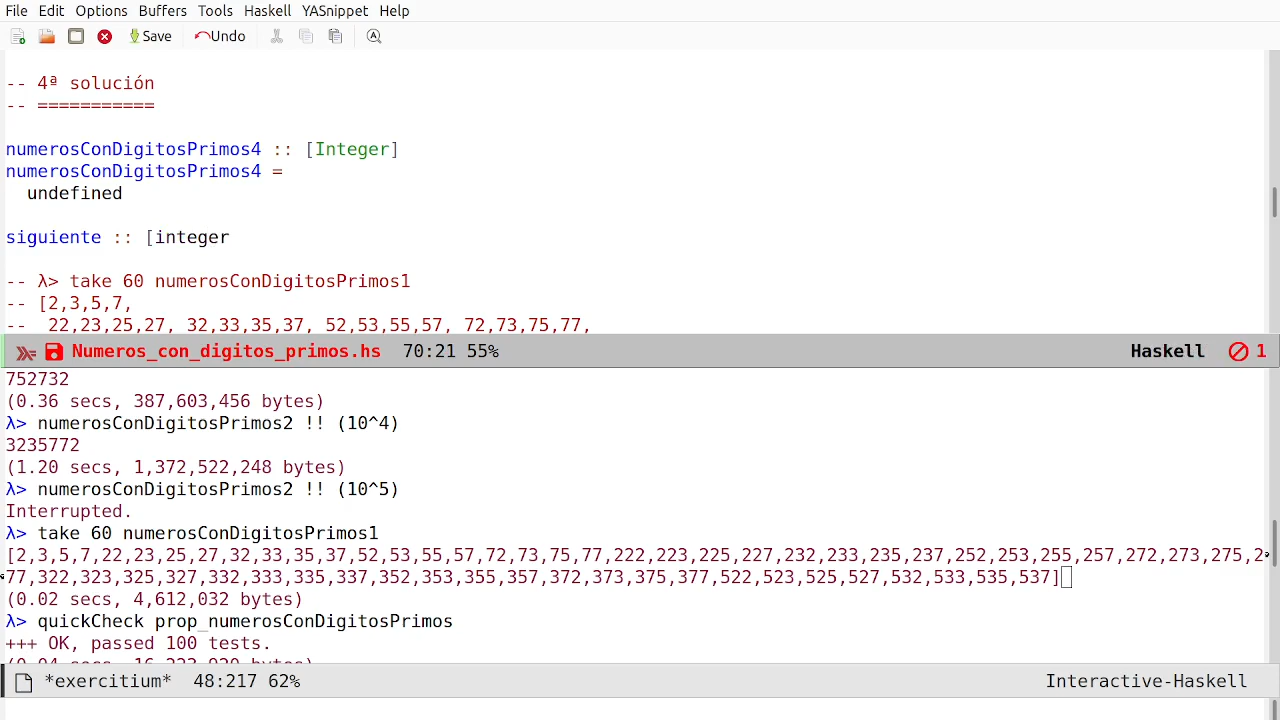 File Edit Options Buffers Tools Haskell YASnippet Help
Save Undo
-- 4ª solución
-- ===========
numerosConDigitosPrimos4 :: [Integer]
numerosConDigitosPrimos4 =
  undefined
siguiente :: [integer
-- λ> take 60 numerosConDigitosPrimos1
-- [2,3,5,7,
--  22,23,25,27, 32,33,35,37, 52,53,55,57, 72,73,75,77,
Numeros_con_digitos_primos.hs 70:21 55% Haskell 1
752732
(0.36 secs, 387,603,456 bytes)
λ> numerosConDigitosPrimos2 !! (10^4)
3235772
(1.20 secs, 1,372,522,248 bytes)
λ> numerosConDigitosPrimos2 !! (10^5)
Interrupted.
λ> take 60 numerosConDigitosPrimos1
[2,3,5,7,22,23,25,27,32,33,35,37,52,53,55,57,72,73,75,77,222,223,225,227,232,233,235,237,252,253,255,257,272,273,275,2
77,322,323,325,327,332,333,335,337,352,353,355,357,372,373,375,377,522,523,525,527,532,533,535,537]
(0.02 secs, 4,612,032 bytes)
λ> quickCheck prop_numerosConDigitosPrimos
+++ OK, passed 100 tests.
(0.04 secs, 16,223,920 bytes)
*exercitium* 48:217 62% Interactive-Haskell